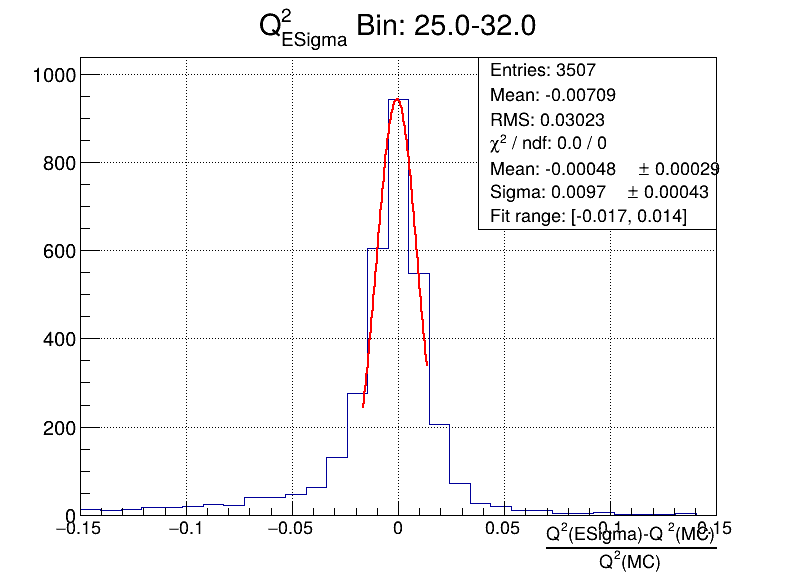 Q²ESigma Bin: 25.0-32.0
Entries: 3507
Mean: -0.00709
RMS: 0.03023
χ² / ndf: 0.0 / 0
Mean: -0.00048 ± 0.00029
Sigma: 0.0097 ± 0.00043
Fit range: [-0.017, 0.014]
1000
800
600
400
200
0
−0.15 −0.1 −0.05 0 0.05 0.1 0.15
Q²(ESigma)-Q²(MC)
Q²(MC)